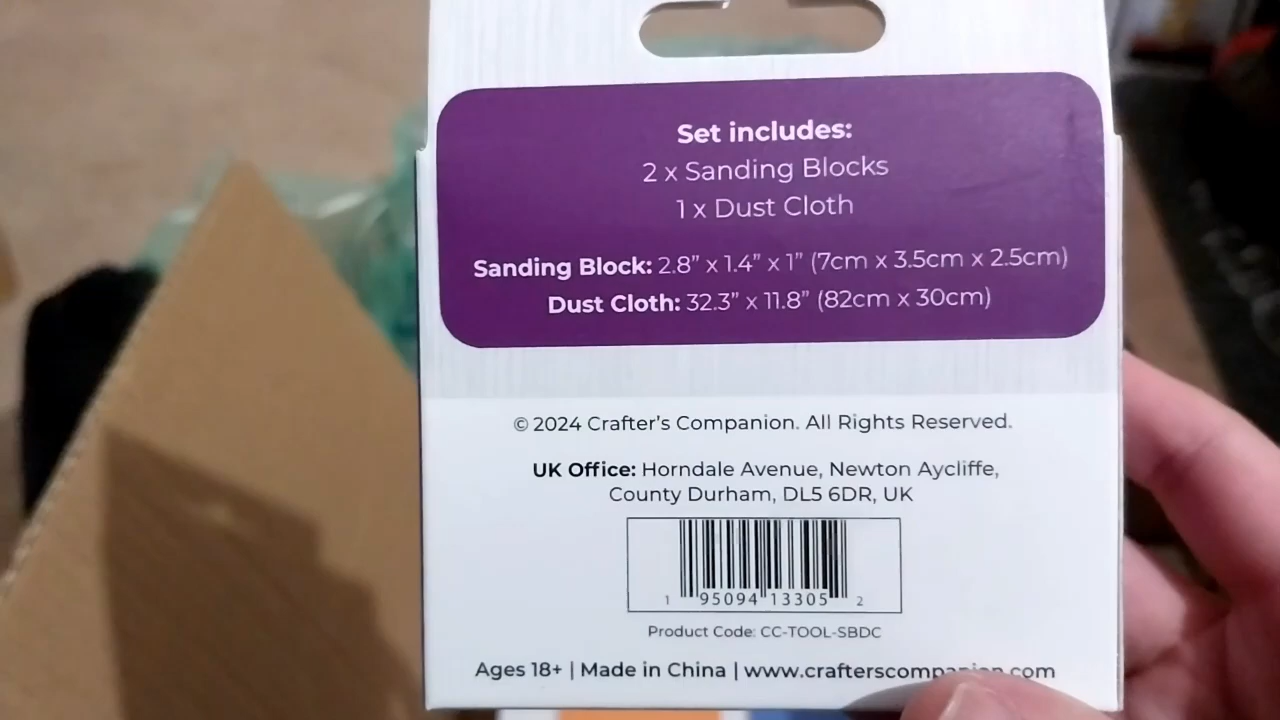 Set includes:
2 x Sanding Blocks
1 x Dust Cloth
Sanding Block: 2.8” x 1.4” x 1” (7cm x 3.5cm x 2.5cm)
Dust Cloth: 32.3” x 11.8” (82cm x 30cm)
© 2024 Crafter’s Companion. All Rights Reserved.
UK Office: Horndale Avenue, Newton Aycliffe,
County Durham, DL5 6DR, UK
1 95094 13305 2
Product Code: CC-TOOL-SBDC
Ages 18+ | Made in China | www.crafterscompanion.com